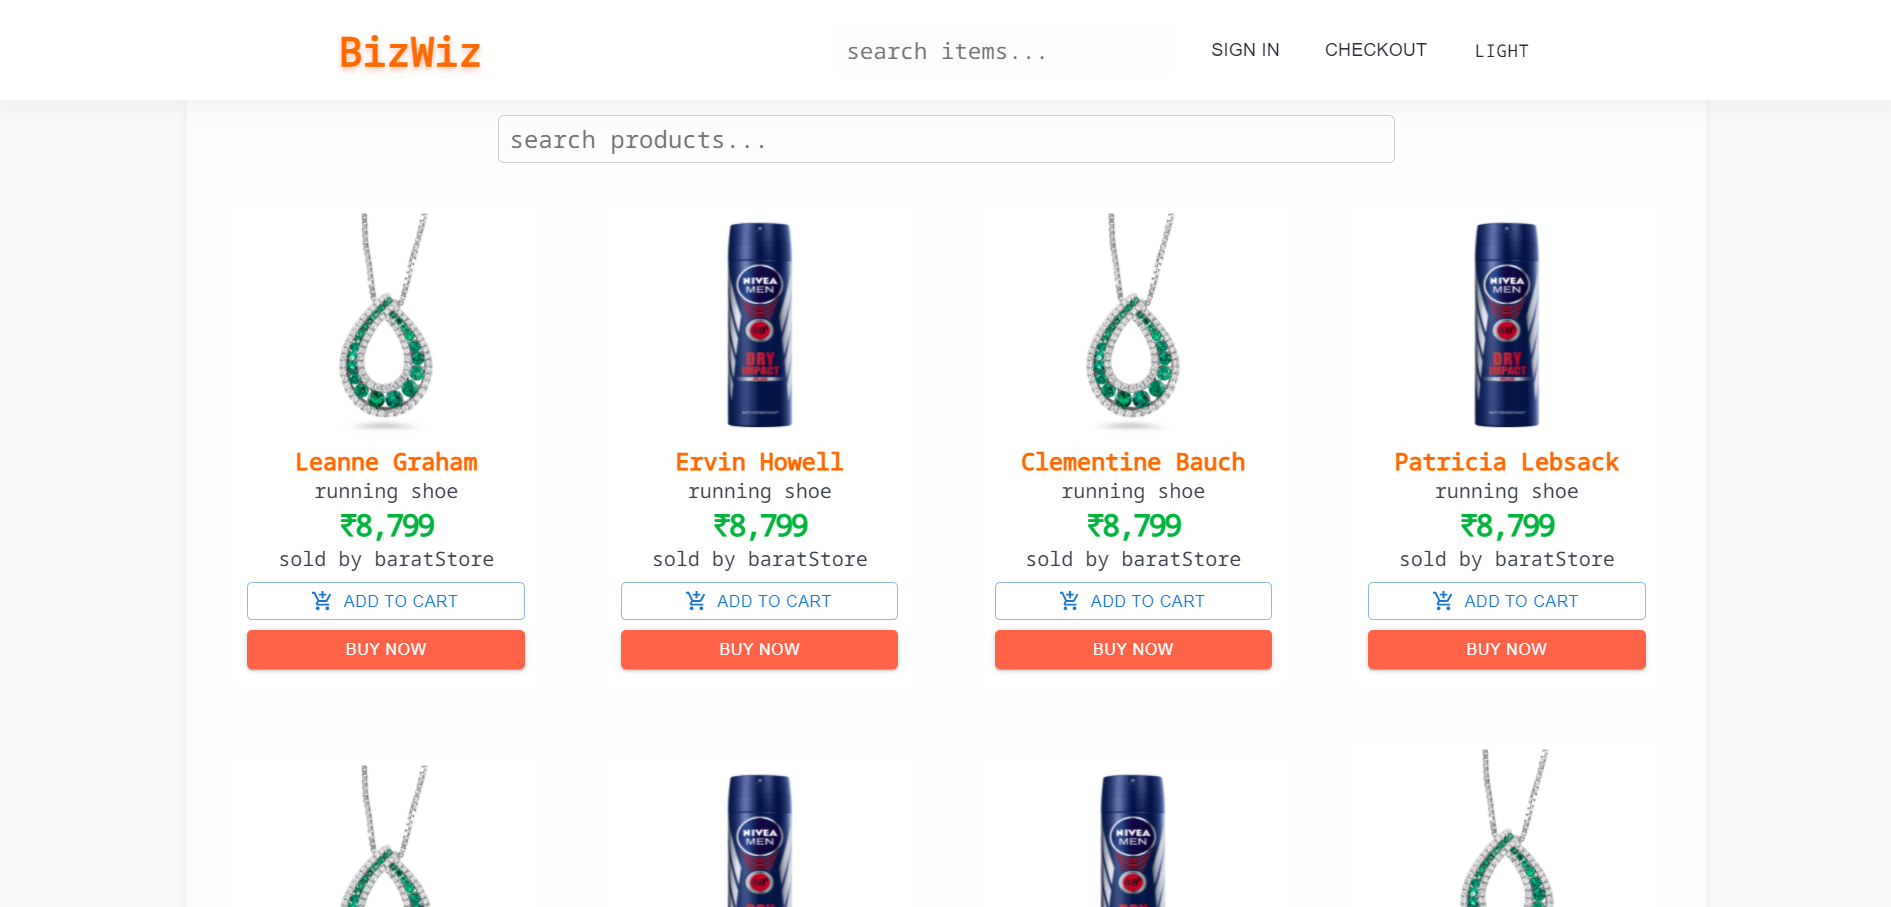 BizWiz
search items...
SIGN IN
CHECKOUT
LIGHT
search products...
NIVEA
MEN
DRY
IMPACT
PLUS
NIVEA
MEN
DRY
IMPACT
PLUS
Leanne Graham
running shoe
₹8,799
sold by baratStore
ADD TO CART
BUY NOW
Ervin Howell
running shoe
₹8,799
sold by baratStore
ADD TO CART
BUY NOW
Clementine Bauch
running shoe
₹8,799
sold by baratStore
ADD TO CART
BUY NOW
Patricia Lebsack
running shoe
₹8,799
sold by baratStore
ADD TO CART
BUY NOW
NIVEA
MEN
NIVEA
MEN